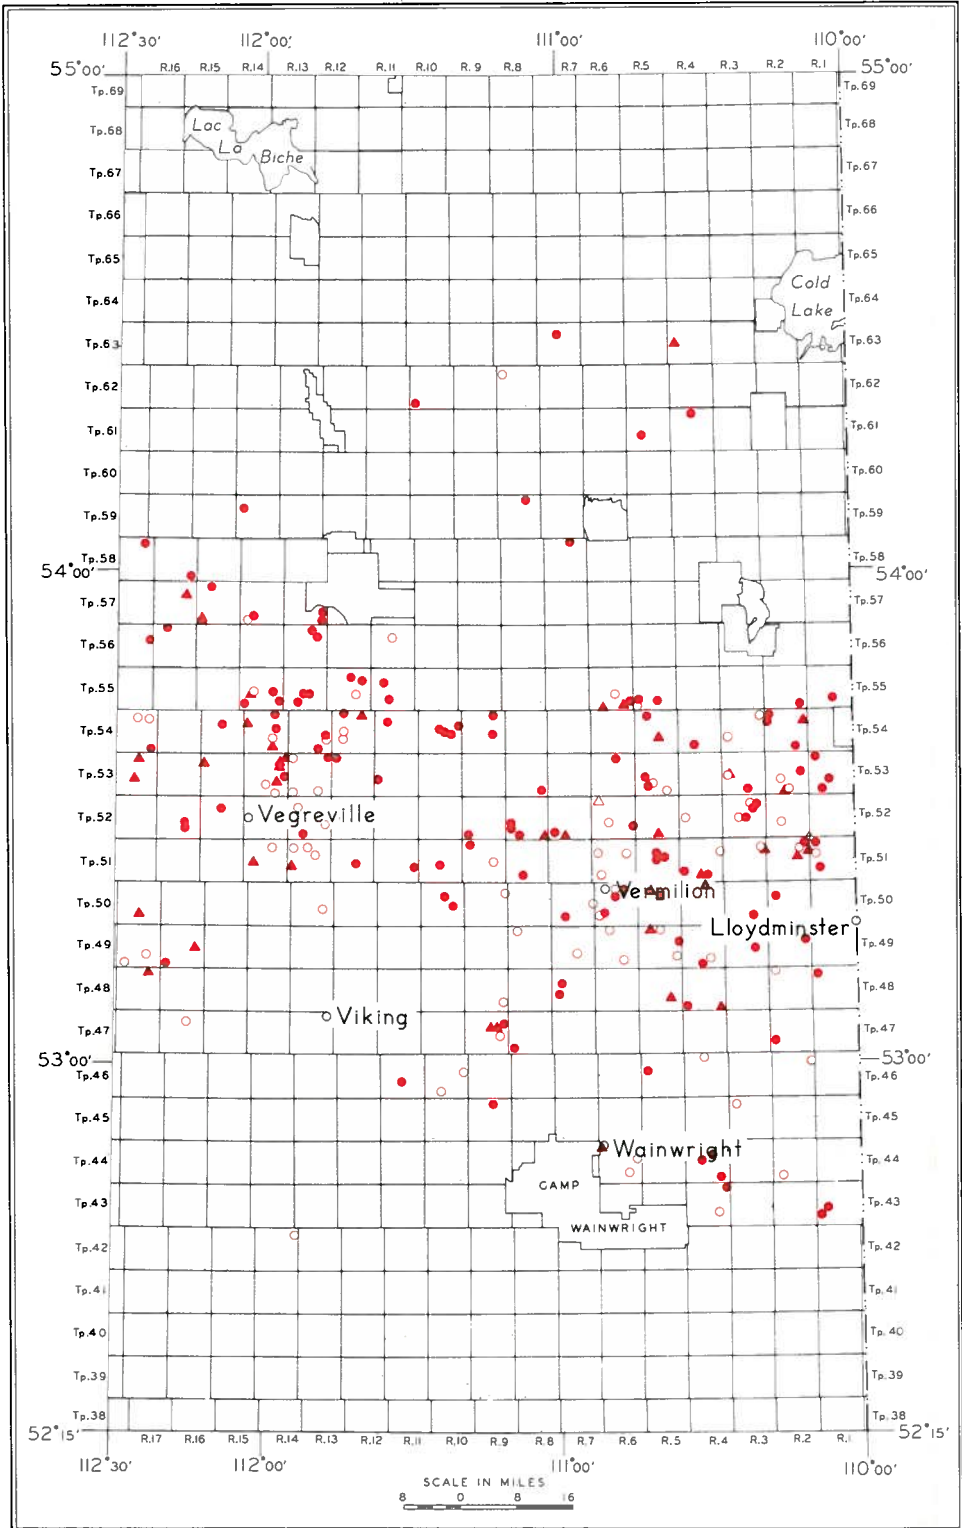 112°30' 112°00' 111°00' 110°00'
55°00' R.16 R.15 R.14 R.13 R.12 R.11 R.10 R.9 R.8 R.7 R.6 R.5 R.4 R.3 R.2 R.1 55°00'
Tp.69 Tp.69
Lac
La
Biche
Tp.68 Tp.68
Tp.67 Tp.67
Tp.66 Tp.66
Tp.65 Tp.65
Cold
Lake
Tp.64 Tp.64
Tp.63 Tp.63
Tp.62 Tp.62
Tp.61 Tp.61
Tp.60 Tp.60
Tp.59 Tp.59
Tp.58 Tp.58
54°00' 54°00'
Tp.57 Tp.57
Tp.56 Tp.56
Tp.55 Tp.55
Tp.54 Tp.54
Tp.53 Tp.53
Tp.52 Vegreville Tp.52
Tp.51 Tp.51
Vermilion
Tp.50 Tp.50
Lloydminster
Tp.49 Tp.49
Tp.48 Tp.48
Viking
Tp.47 Tp.47
53°00' 53°00'
Tp.46 Tp.46
Tp.45 Tp.45
Wainwright
Tp.44 Tp.44
CAMP
Tp.43 Tp.43
WAINWRIGHT
Tp.42 Tp.42
Tp.41 Tp.41
Tp.40 Tp.40
Tp.39 Tp.39
Tp.38 Tp.38
52°15' R.17 R.16 R.15 R.14 R.13 R.12 R.11 R.10 R.9 R.8 R.7 R.6 R.5 R.4 R.3 R.2 R.1 52°15'
112°30' 112°00' 111°00' 110°00'
SCALE IN MILES
8 0 8 16